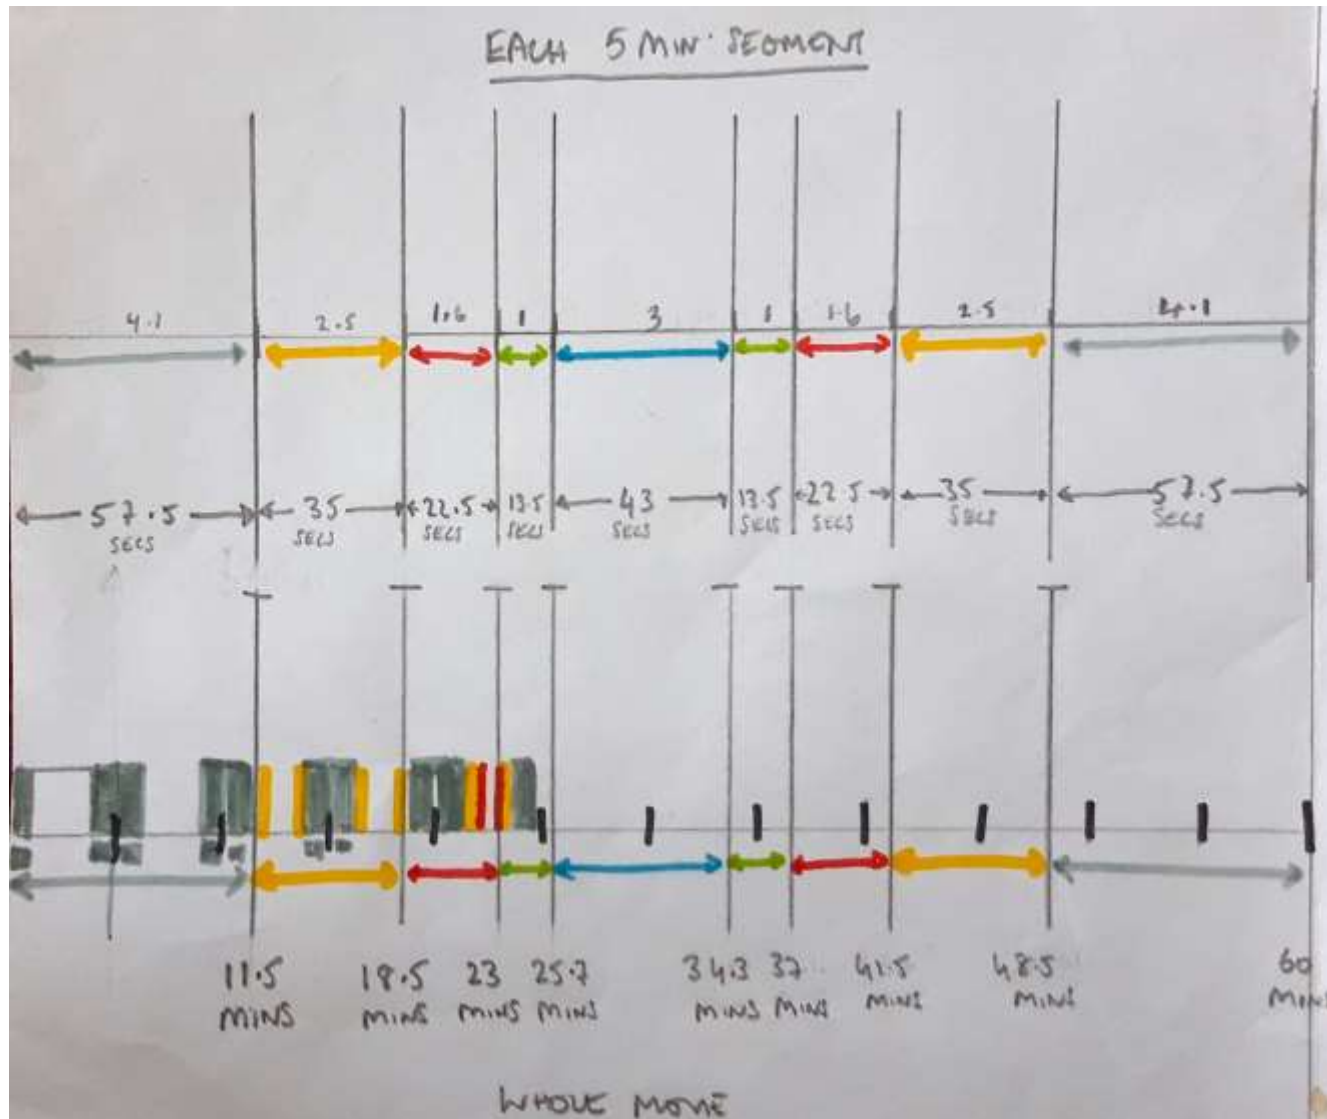 EACH 5 MIN SEGMENT
4.1 2.5 1.6 1 3 1 1.6 2.5 4.1
57.5 35 22.5 13.5 43 13.5 22.5 35 57.5
SECS SECS SECS SECS SECS SECS SECS SECS SECS
11.5 18.5 23 25.7 34.3 37 41.5 48.5 60
MINS MINS MINS MINS MINS MINS MINS MINS MINS
WHOLE MOVIE